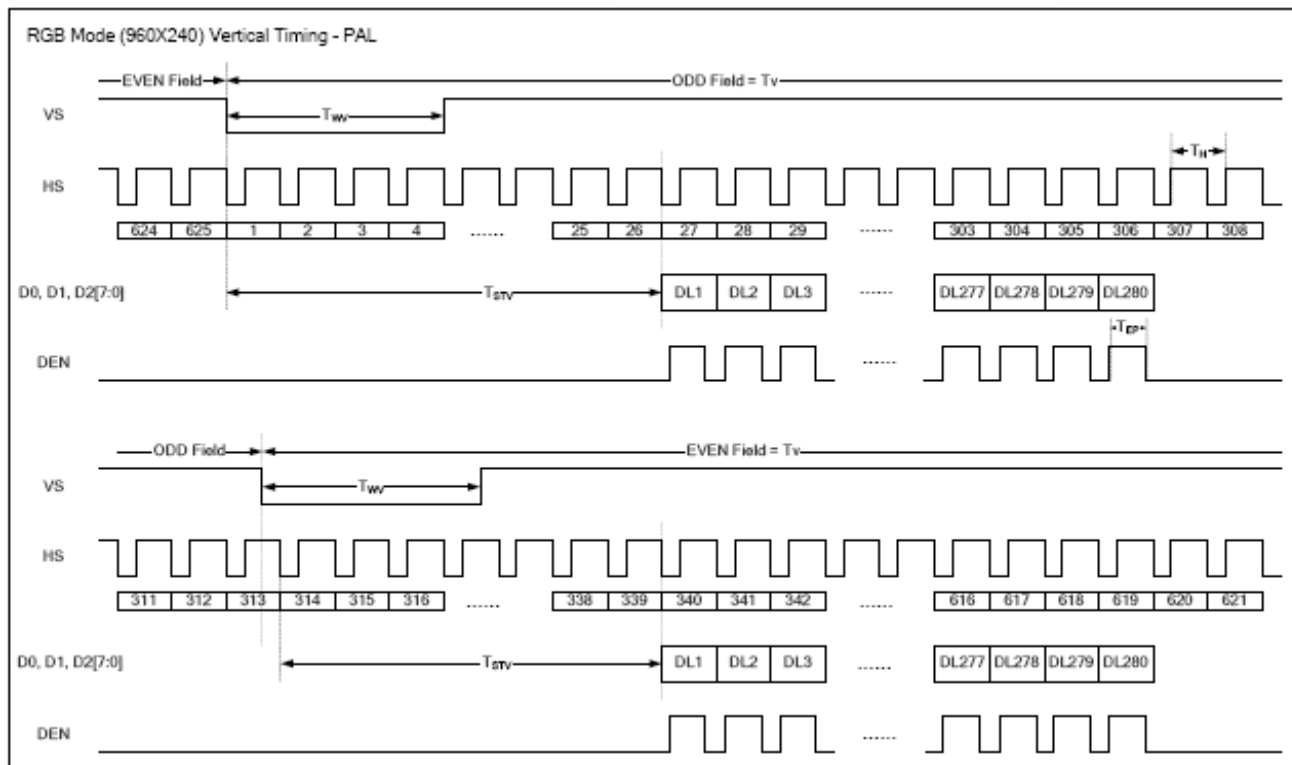 RGB Mode (960X240) Vertical Timing - PAL
EVEN Field ODD Field = Tv
VS TWV
HS TH
624 625 1 2 3 4 ...... 25 26 27 28 29 ...... 303 304 305 306 307 308
D0, D1, D2[7:0] TSTV DL1 DL2 DL3 ...... DL277 DL278 DL279 DL280
TEP
DEN ......
ODD Field EVEN Field = Tv
VS TWV
HS
311 312 313 314 315 316 ...... 338 339 340 341 342 ...... 616 617 618 619 620 621
D0, D1, D2[7:0] TSTV DL1 DL2 DL3 ...... DL277 DL278 DL279 DL280
DEN ......